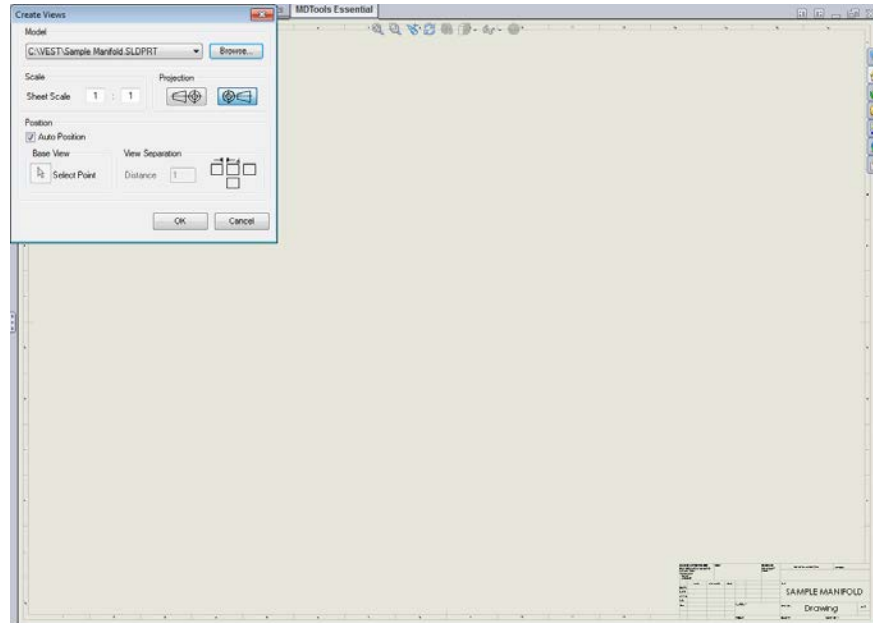 Create Views
MDTools Essential
Model
C:\VEST\Sample Manifold.SLDPRT
Browse...
Scale
Projection
Sheet Scale 1 : 1
Position
Auto Position
Base View
View Separation
Select Point
Distance 1
OK
Cancel
SAMPLE MANIFOLD
Drawing